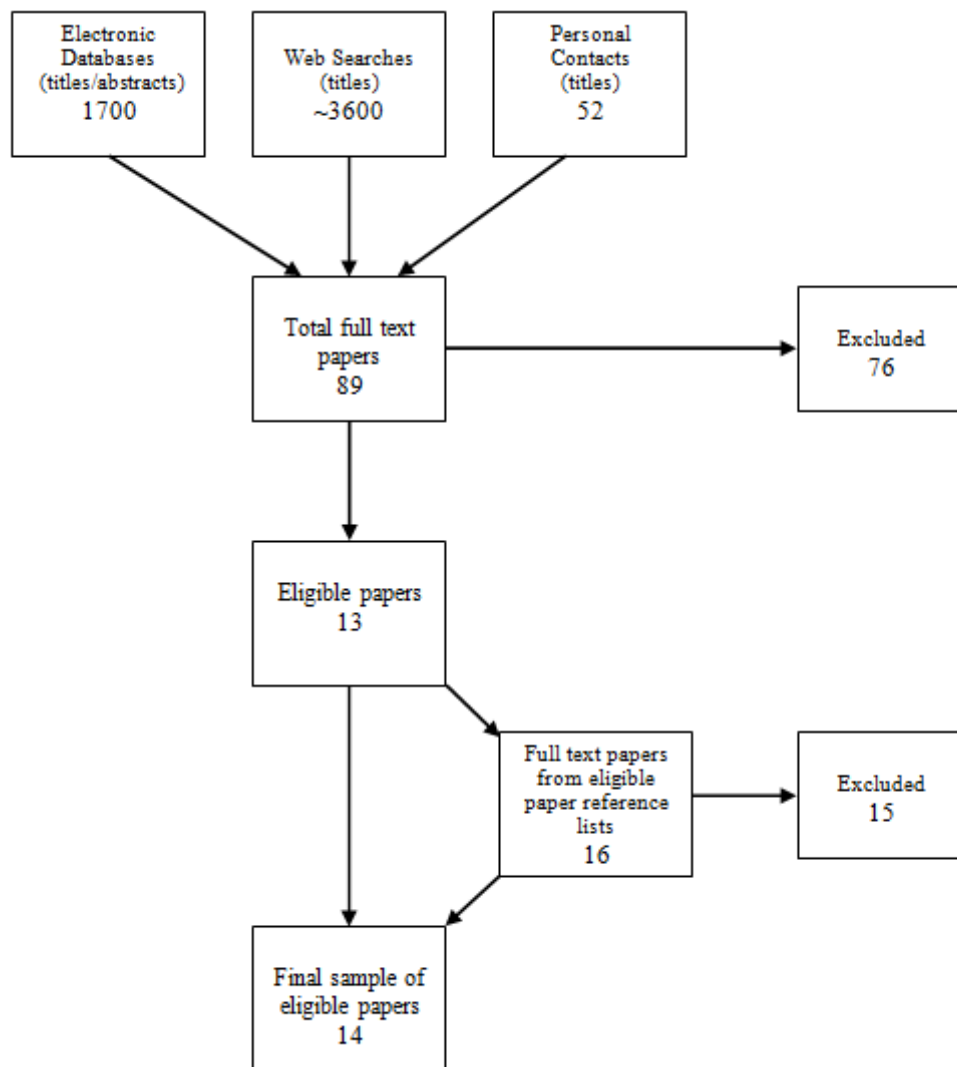 Electronic
Databases
(titles/abstracts)
1700
Web Searches
(titles)
~3600
Personal
Contacts
(titles)
52
Total full text
papers
89
Excluded
76
Eligible papers
13
Full text papers
from eligible
paper reference
lists
16
Excluded
15
Final sample of
eligible papers
14